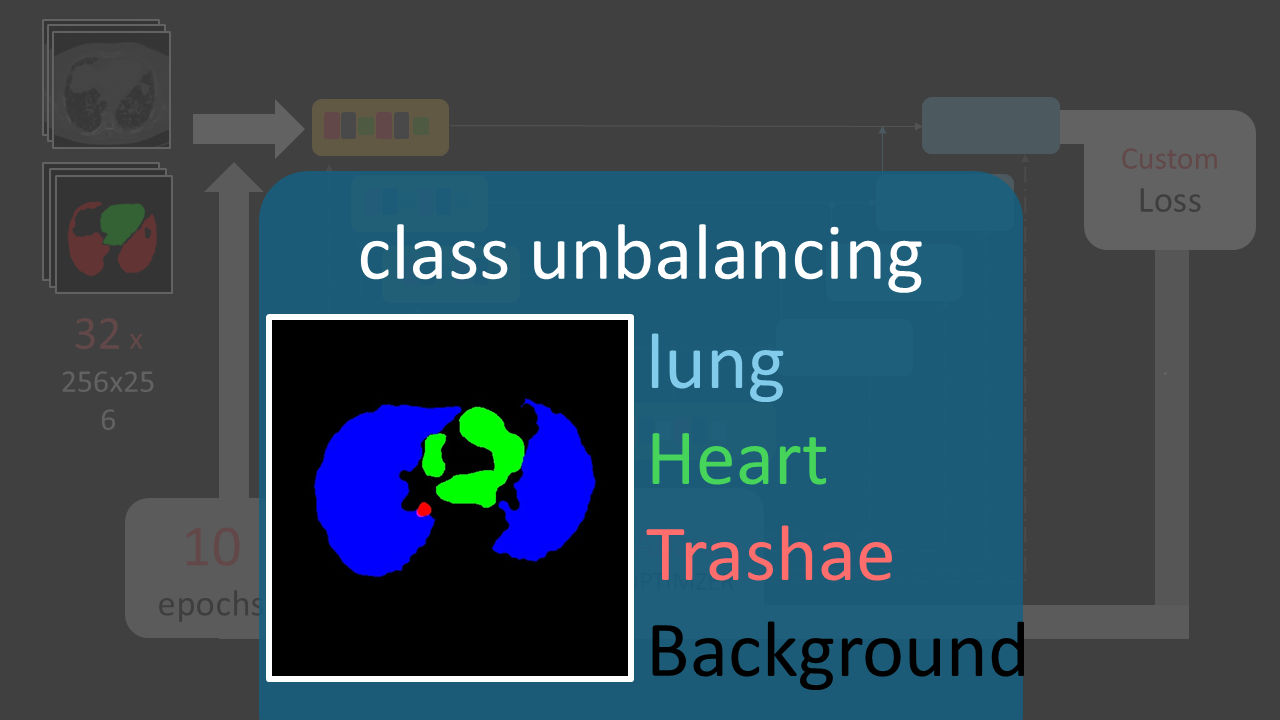 Custom
Loss
class unbalancing
32 x
256x25
6
lung
Heart
10
epochs
Trashae
Background